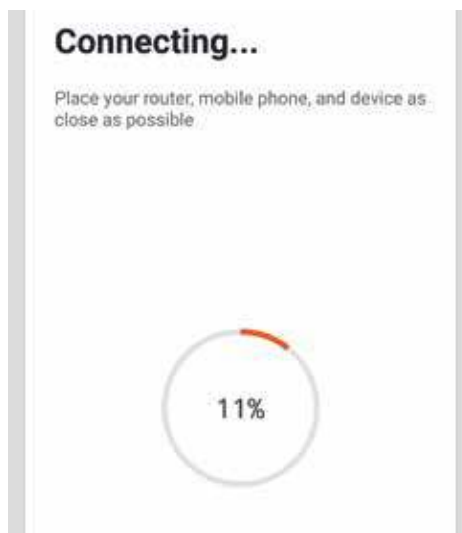 Connecting...
Place your router, mobile phone, and device as
close as possible
11%